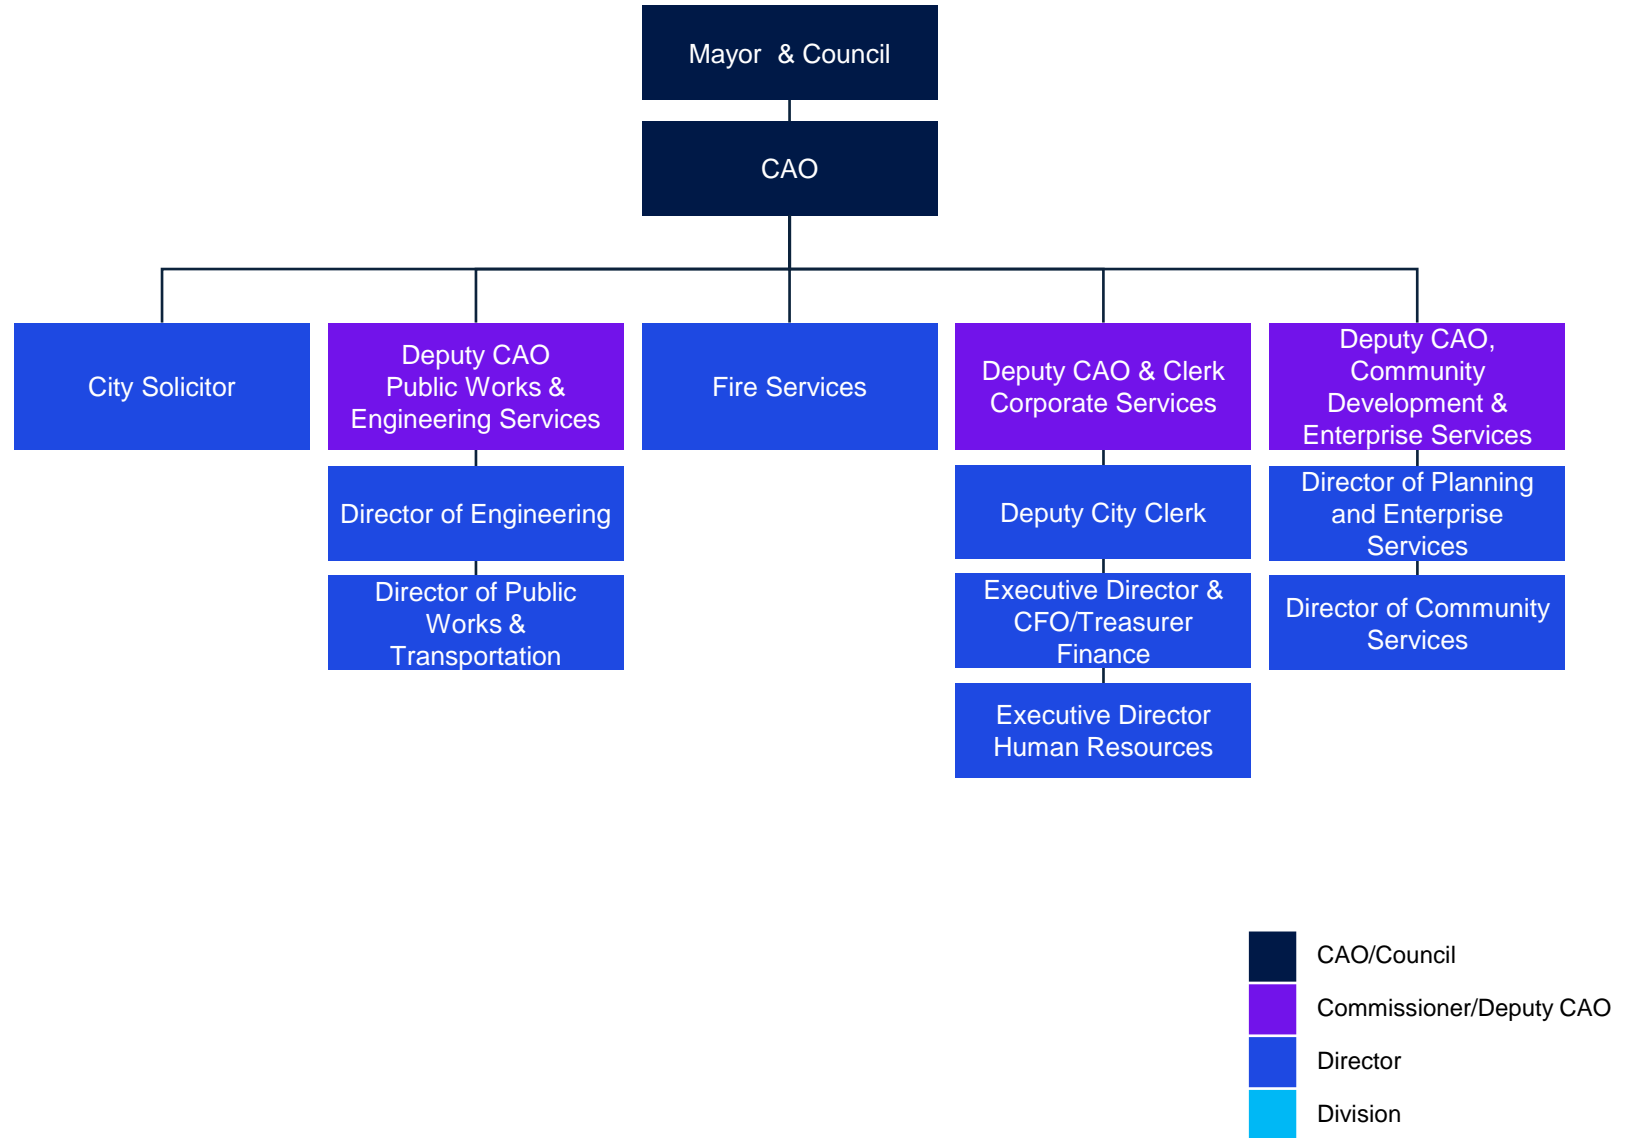 Mayor & Council
CAO
City Solicitor
Deputy CAO
Public Works &
Engineering Services
Fire Services
Deputy CAO & Clerk
Corporate Services
Deputy CAO,
Community
Development &
Enterprise Services
Director of Engineering
Deputy City Clerk
Director of Planning
and Enterprise
Services
Director of Public
Works &
Transportation
Executive Director &
CFO/Treasurer
Finance
Director of Community
Services
Executive Director
Human Resources
CAO/Council
Commissioner/Deputy CAO
Director
Division